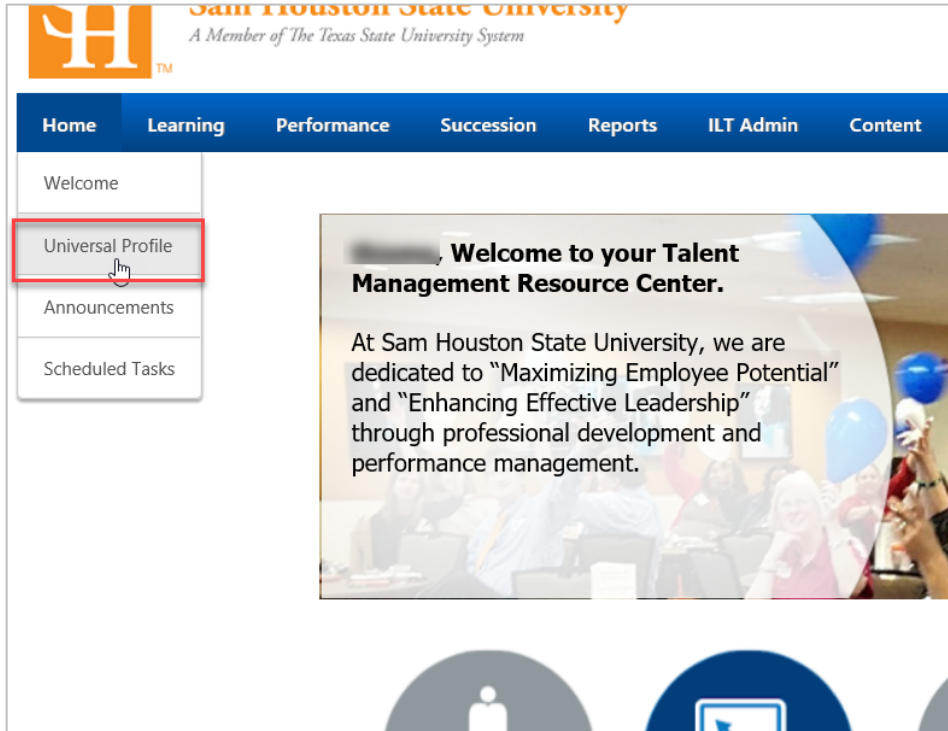 Sam Houston State University
A Member of The Texas State University System
TM
Home Learning Performance Succession Reports ILT Admin Content
Welcome
Universal Profile
Announcements
Scheduled Tasks
, Welcome to your Talent
Management Resource Center.
At Sam Houston State University, we are
dedicated to “Maximizing Employee Potential”
and “Enhancing Effective Leadership”
through professional development and
performance management.